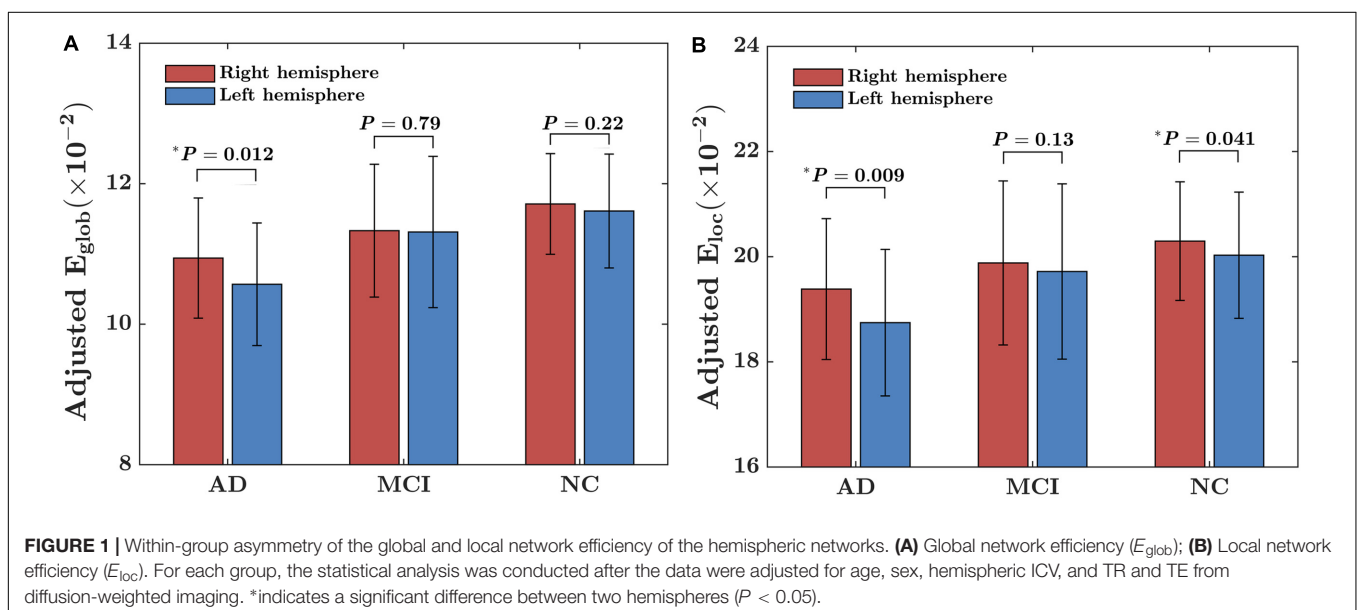 A
14
12
10
8
Adjusted E_glob(×10⁻²)
Right hemisphere
Left hemisphere
*P = 0.012
P = 0.79
P = 0.22
AD
MCI
NC
B
24
22
20
18
16
Adjusted E_loc(×10⁻²)
Right hemisphere
Left hemisphere
*P = 0.009
P = 0.13
*P = 0.041
AD
MCI
NC
FIGURE 1 | Within-group asymmetry of the global and local network efficiency of the hemispheric networks. (A) Global network efficiency (E_glob); (B) Local network
efficiency (E_loc). For each group, the statistical analysis was conducted after the data were adjusted for age, sex, hemispheric ICV, and TR and TE from
diffusion-weighted imaging. *indicates a significant difference between two hemispheres (P < 0.05).